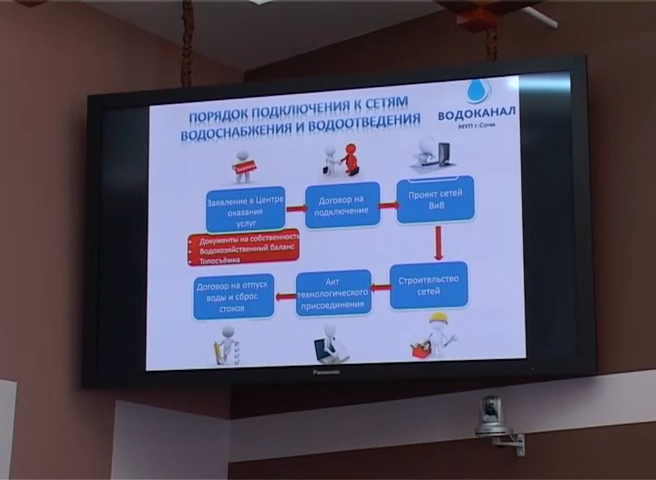 ПОРЯДОК ПОДКЛЮЧЕНИЯ К СЕТЯМ
ВОДОСНАБЖЕНИЯ И ВОДООТВЕДЕНИЯ
ВОДОКАНАЛ
МУП г.Сочи
Заявление в Центре
оказания
услуг
Договор на
подключение
Проект сетей
ВиВ
Документы на собственность
Водохозяйственный баланс
Топосъёмка
Договор на отпуск
воды и сброс
стоков
Акт
технологического
присоединения
Строительство
сетей
Panasonic